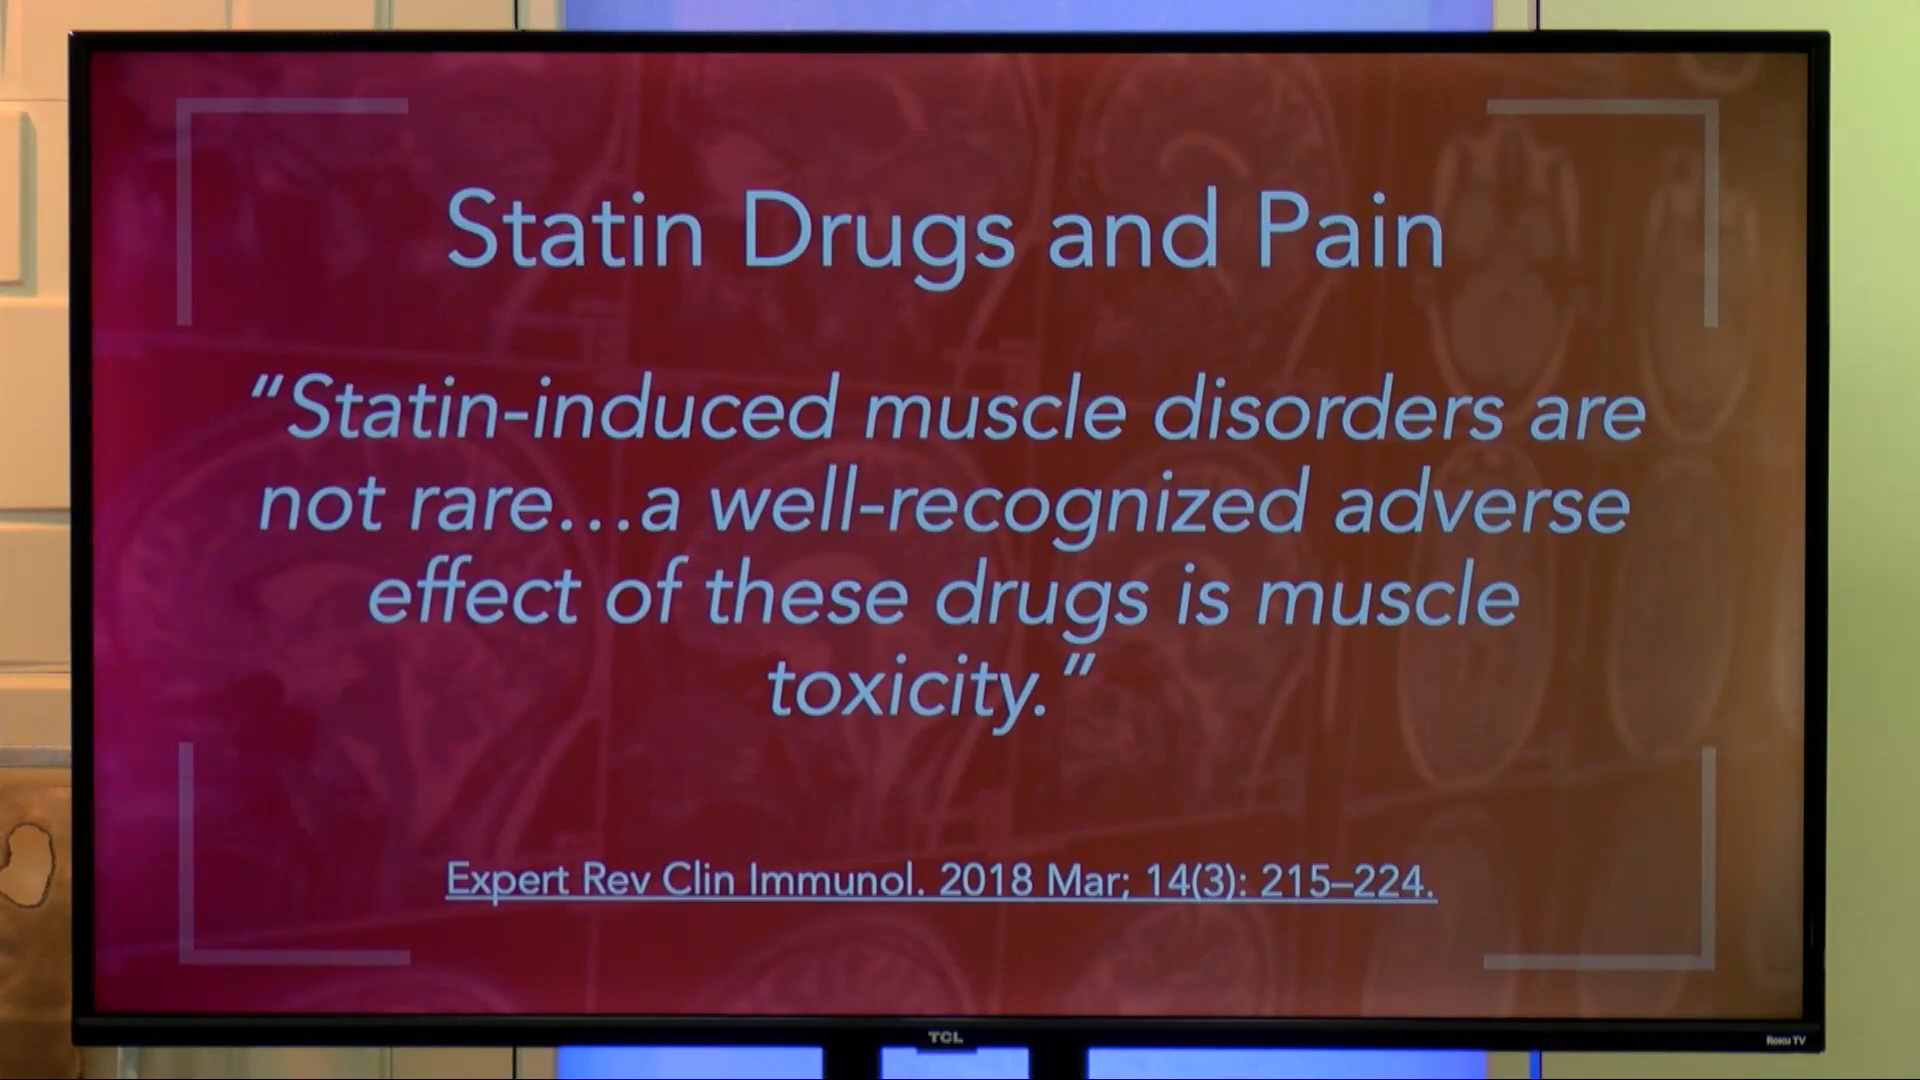 Statin Drugs and Pain
“Statin-induced muscle disorders are
not rare…a well-recognized adverse
effect of these drugs is muscle
toxicity.”
Expert Rev Clin Immunol. 2018 Mar; 14(3): 215–224.
TCL
Roku TV